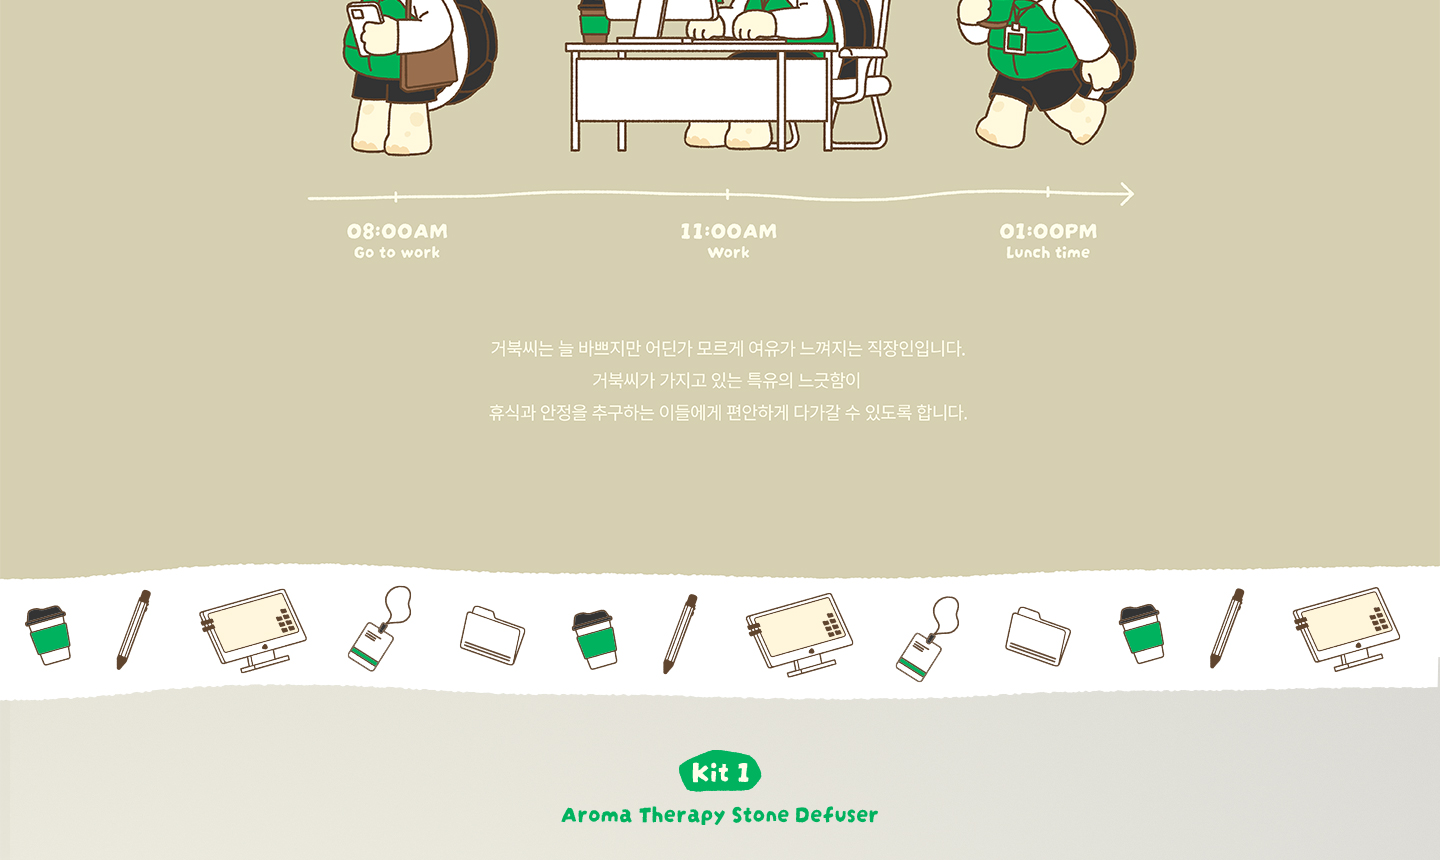 08:00AM
Go to work
11:00AM
Work
01:00PM
Lunch time
거북씨는 늘 바쁘지만 어딘가 모르게 여유가 느껴지는 직장인입니다.
거북씨가 가지고 있는 특유의 느긋함이
휴식과 안정을 추구하는 이들에게 편안하게 다가갈 수 있도록 합니다.
Kit 1
Aroma Therapy Stone Defuser